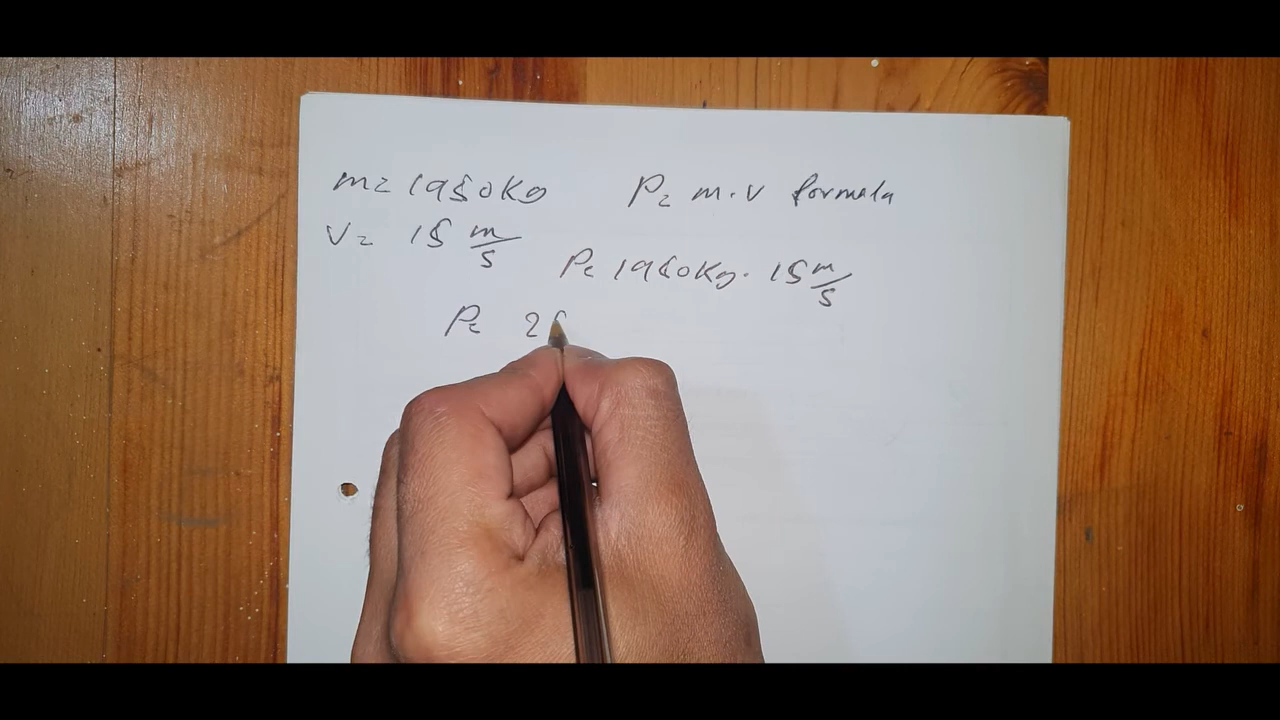 m= 1950kg
P= m.v formula
v= 15 m/s
P= 1950kg. 15 m/s
P= 2